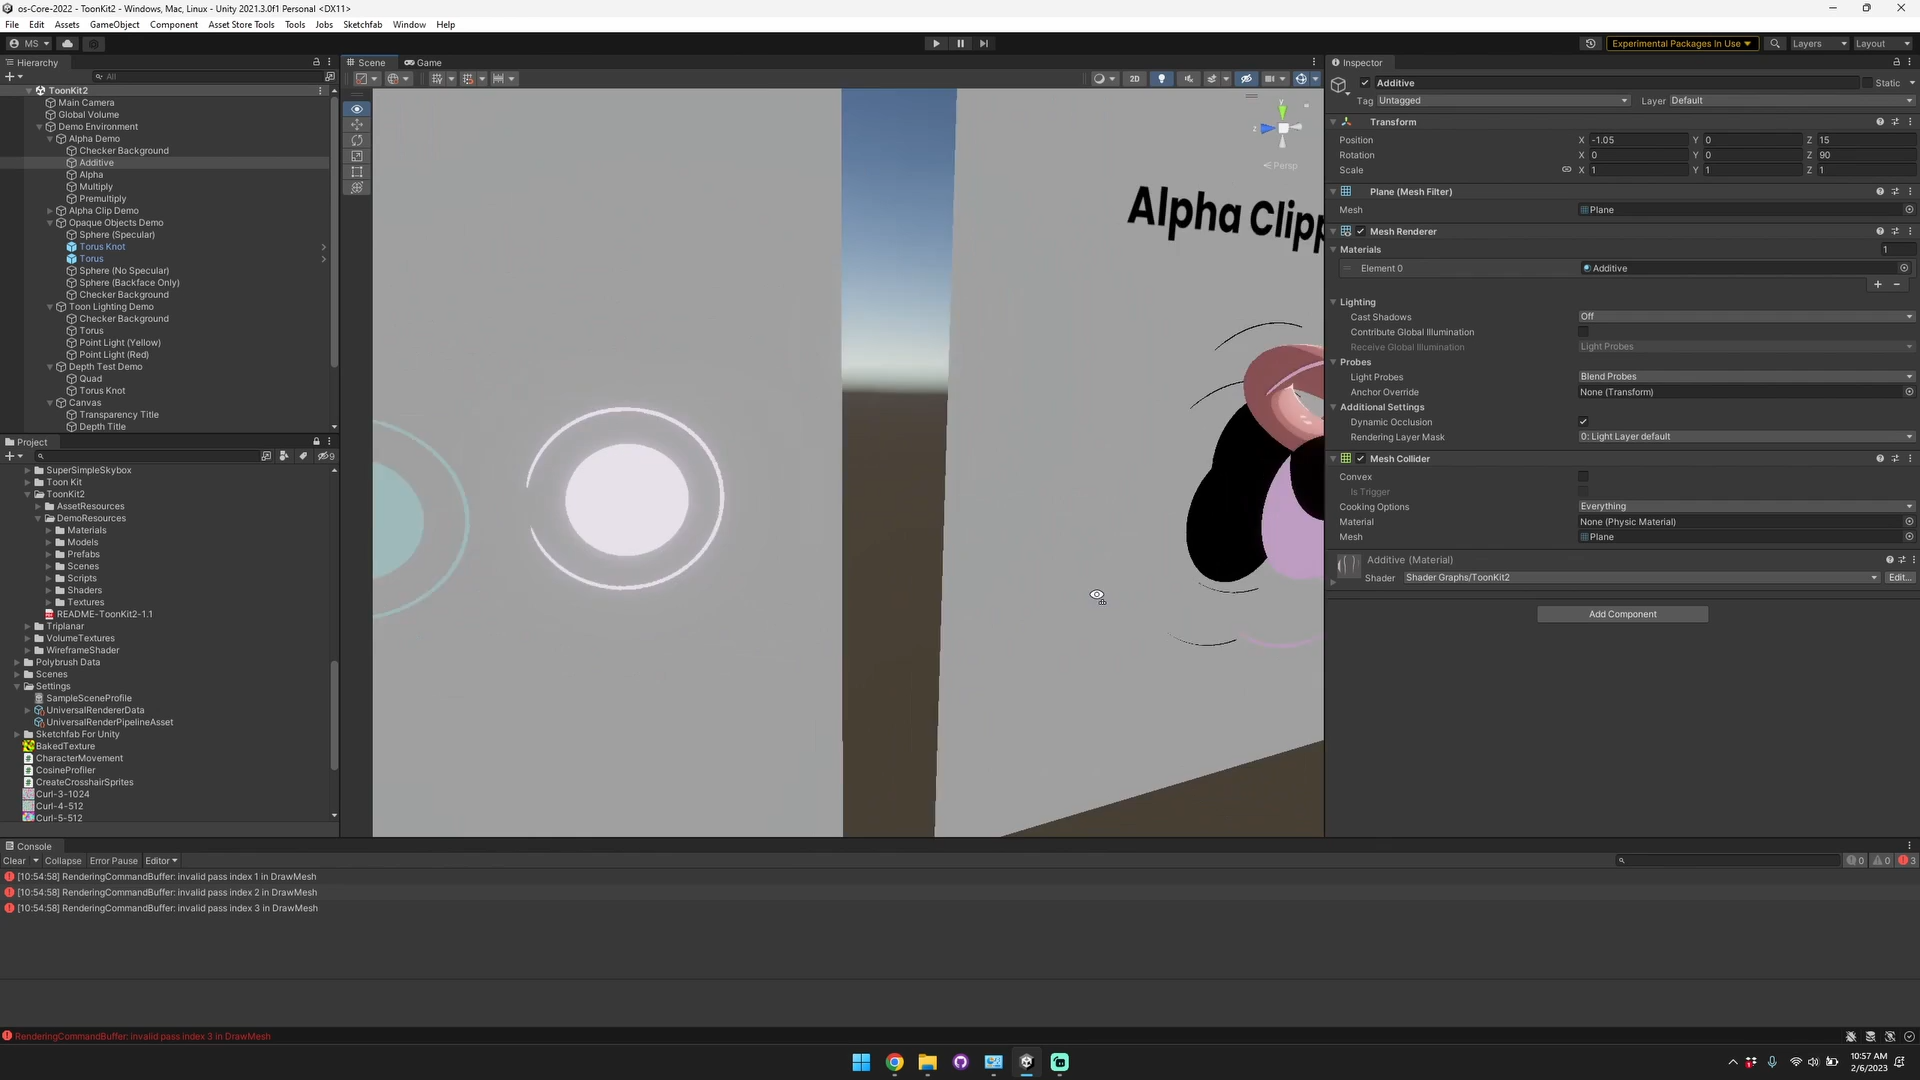 os-Core-2022 - ToonKit2 - Windows, Mac, Linux - Unity 2021.3.0f1 Personal <DX11>
File Edit Assets GameObject Component Asset Store Tools Tools Jobs Sketchfab Window Help
MS Experimental Packages In Use Layers Layout
Hierarchy
All
ToonKit2
Main Camera
Global Volume
Demo Environment
Alpha Demo
Checker Background
Additive
Alpha
Multiply
Premultiply
Alpha Clip Demo
Opaque Objects Demo
Sphere (Specular)
Torus Knot
Torus
Sphere (No Specular)
Sphere (Backface Only)
Checker Background
Toon Lighting Demo
Checker Background
Torus
Point Light (Yellow)
Point Light (Red)
Depth Test Demo
Quad
Torus Knot
Canvas
Transparency Title
Depth Title
Project
9
SuperSimpleSkybox
Toon Kit
ToonKit2
AssetResources
DemoResources
Materials
Models
Prefabs
Scenes
Scripts
Shaders
Textures
README-ToonKit2-1.1
Triplanar
VolumeTextures
WireframeShader
Polybrush Data
Scenes
Settings
SampleSceneProfile
UniversalRendererData
UniversalRenderPipelineAsset
Sketchfab For Unity
BakedTexture
CharacterMovement
CosineProfiler
CreateCrosshairSprites
Curl-3-1024
Curl-4-512
Curl-5-512
Scene Game
2D
y
z
Persp
Alpha Clipp
Inspector
Additive Static
Tag Untagged Layer Default
Transform
Position X -1.05 Y 0 Z 15
Rotation X 0 Y 0 Z 90
Scale X 1 Y 1 Z 1
Plane (Mesh Filter)
Mesh Plane
Mesh Renderer
Materials 1
Element 0 Additive
Lighting
Cast Shadows Off
Contribute Global Illumination
Receive Global Illumination Light Probes
Probes
Light Probes Blend Probes
Anchor Override None (Transform)
Additional Settings
Dynamic Occlusion
Rendering Layer Mask 0: Light Layer default
Mesh Collider
Convex
Is Trigger
Cooking Options Everything
Material None (Physic Material)
Mesh Plane
Additive (Material)
Shader Shader Graphs/ToonKit2 Edit...
Add Component
Console
Clear Collapse Error Pause Editor 0 0 3
[10:54:58] RenderingCommandBuffer: invalid pass index 1 in DrawMesh
[10:54:58] RenderingCommandBuffer: invalid pass index 2 in DrawMesh
[10:54:58] RenderingCommandBuffer: invalid pass index 3 in DrawMesh
RenderingCommandBuffer: invalid pass index 3 in DrawMesh
10:57 AM
2/6/2023